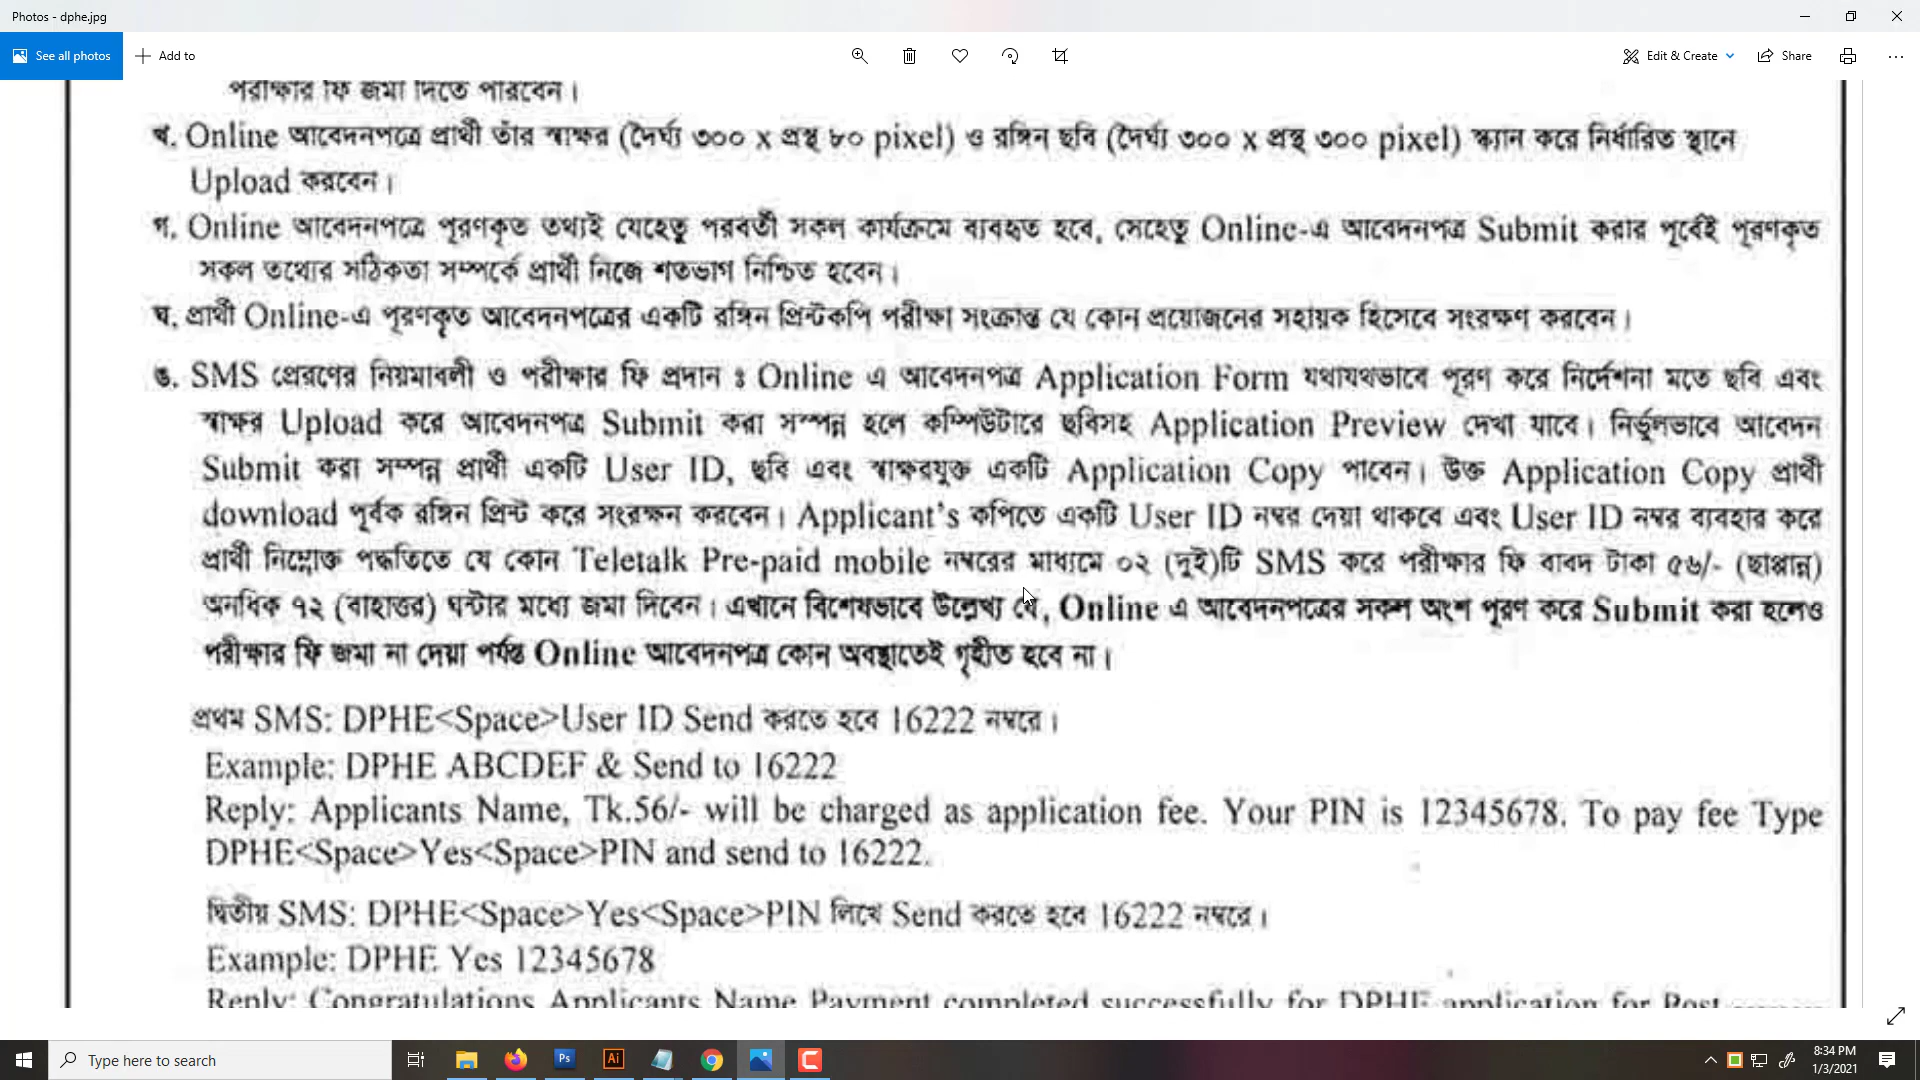 Photos - dphe.jpg
See all photos
Add to
Edit & Create
Share
পরীক্ষার ফি জমা দিতে পারবেন।
খ. Online আবেদনপত্রে প্রার্থী তাঁর স্বাক্ষর (দৈর্ঘ্য ৩০০ x প্রস্থ ৮০ pixel) ও রঙ্গিন ছবি (দৈর্ঘ্য ৩০০ x প্রস্থ ৩০০ pixel) স্ক্যান করে নির্ধারিত স্থানে
Upload করবেন।
গ. Online আবেদনপত্রে পূরণকৃত তথ্যই যেহেতু পরবর্তী সকল কার্যক্রমে ব্যবহৃত হবে, সেহেতু Online-এ আবেদনপত্র Submit করার পূর্বেই পূরণকৃত
সকল তথ্যের সঠিকতা সম্পর্কে প্রার্থী নিজে শতভাগ নিশ্চিত হবেন।
ঘ. প্রার্থী Online-এ পূরণকৃত আবেদনপত্রের একটি রঙ্গিন প্রিন্টকপি পরীক্ষা সংক্রান্ত যে কোন প্রয়োজনের সহায়ক হিসেবে সংরক্ষণ করবেন।
ঙ. SMS প্রেরণের নিয়মাবলী ও পরীক্ষার ফি প্রদান ঃ Online এ আবেদনপত্র Application Form যথাযথভাবে পূরণ করে নির্দেশনা মতে ছবি এবং
স্বাক্ষর Upload করে আবেদনপত্র Submit করা সম্পন্ন হলে কম্পিউটারে ছবিসহ Application Preview দেখা যাবে। নির্ভুলভাবে আবেদন
Submit করা সম্পন্ন প্রার্থী একটি User ID, ছবি এবং স্বাক্ষরযুক্ত একটি Application Copy পাবেন। উক্ত Application Copy প্রার্থী
download পূর্বক রঙ্গিন প্রিন্ট করে সংরক্ষন করবেন। Applicant's কপিতে একটি User ID নম্বর দেয়া থাকবে এবং User ID নম্বর ব্যবহার করে
প্রার্থী নিম্নোক্ত পদ্ধতিতে যে কোন Teletalk Pre-paid mobile নম্বরের মাধ্যমে ০২ (দুই)টি SMS করে পরীক্ষার ফি বাবদ টাকা ৫৬/- (ছাপ্পান্ন)
অনধিক ৭২ (বাহাত্তর) ঘন্টার মধ্যে জমা দিবেন। এখানে বিশেষভাবে উল্লেখ্য যে, Online এ আবেদনপত্রের সকল অংশ পূরণ করে Submit করা হলেও
পরীক্ষার ফি জমা না দেয়া পর্যন্ত Online আবেদনপত্র কোন অবস্থাতেই গৃহীত হবে না।
প্রথম SMS: DPHE<Space>User ID Send করতে হবে 16222 নম্বরে।
Example: DPHE ABCDEF & Send to 16222
Reply: Applicants Name, Tk.56/- will be charged as application fee. Your PIN is 12345678. To pay fee Type
DPHE<Space>Yes<Space>PIN and send to 16222.
দ্বিতীয় SMS: DPHE<Space>Yes<Space>PIN লিখে Send করতে হবে 16222 নম্বরে।
Example: DPHE Yes 12345678
Reply: Congratulations Applicants Name Payment completed successfully for DPHE application for Post
Type here to search
8:34 PM
1/3/2021